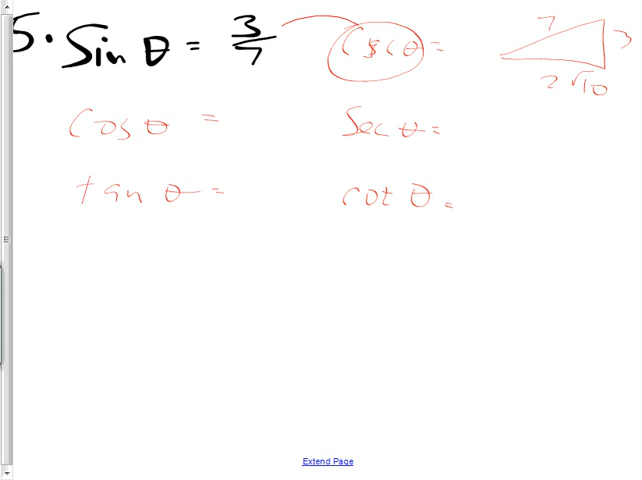 5. Sin θ = 3/7
csc θ =
7
3
2 √10
cos θ =
sec θ =
tan θ =
cot θ =
Extend Page